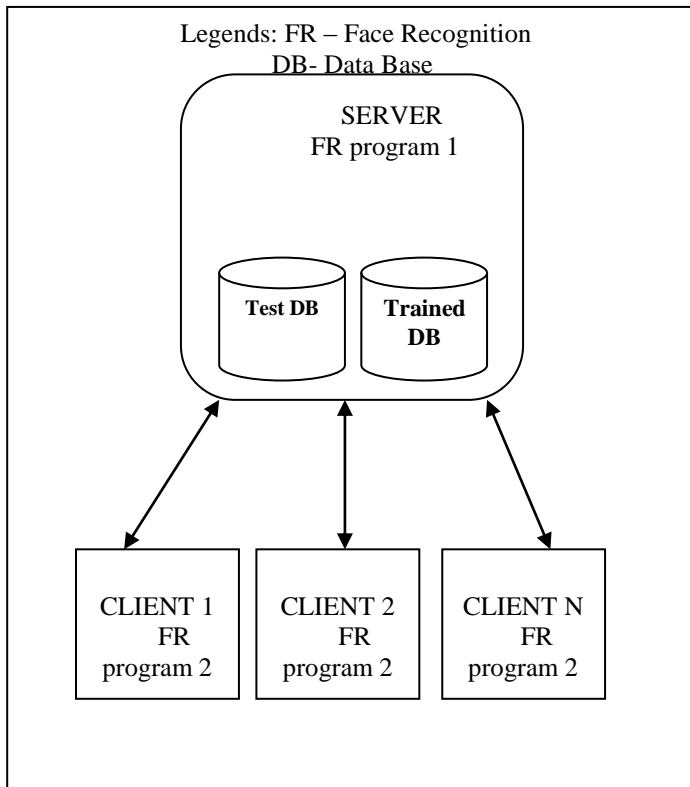 Legends: FR – Face Recognition
DB- Data Base
SERVER
FR program 1
Test DB
Trained
DB
CLIENT 1
FR
program 2
CLIENT 2
FR
program 2
CLIENT N
FR
program 2